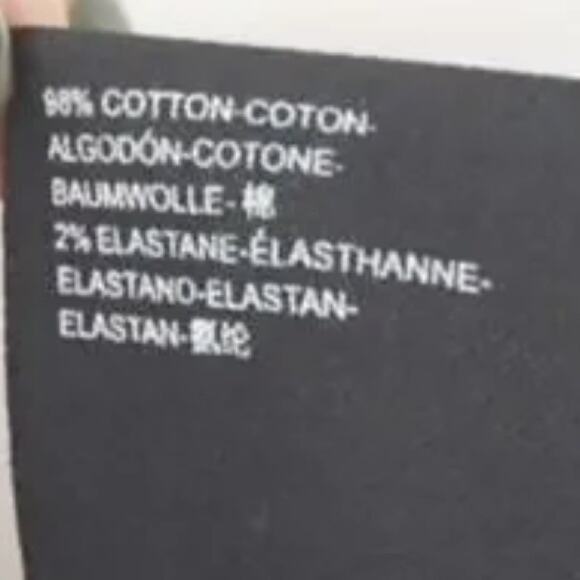 98% COTTON-COTON-
ALGODÓN-COTONE-
BAUMWOLLE-棉
2% ELASTANE-ÉLASTHANNE-
ELASTANO-ELASTAN-
ELASTAN-氨纶